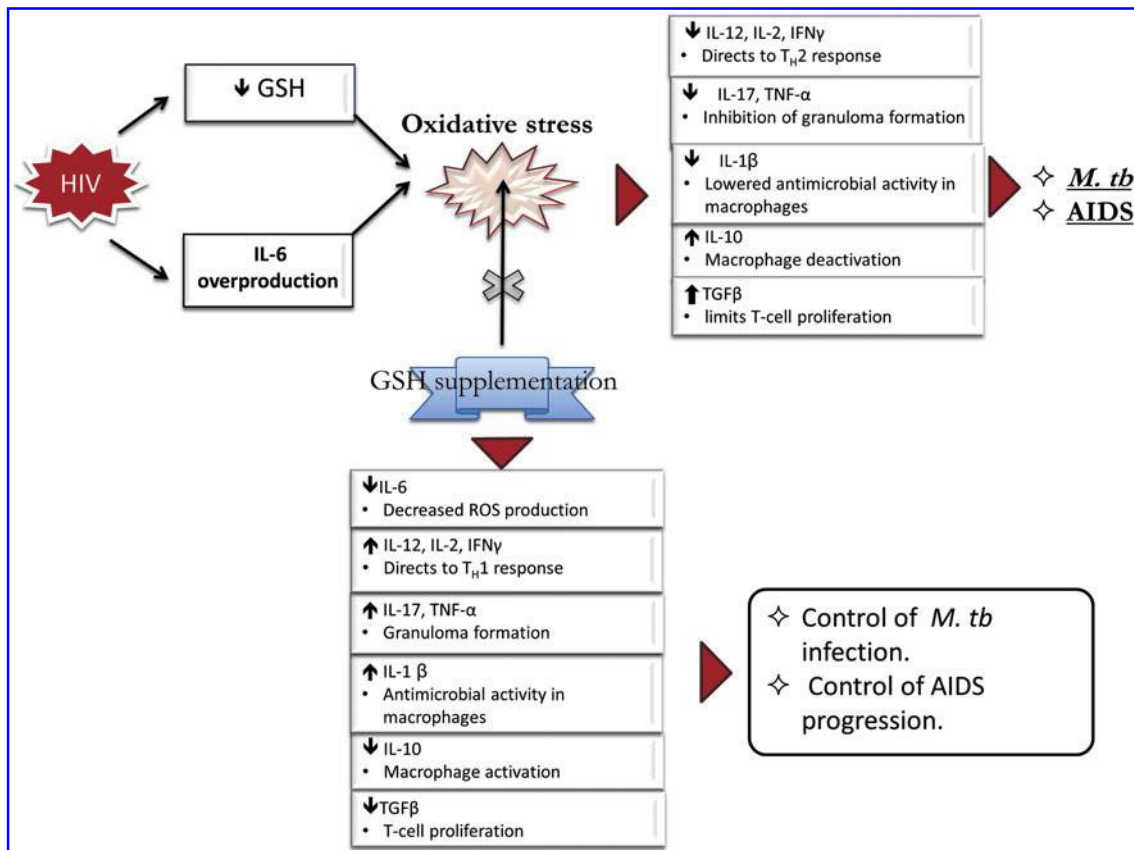 HIV
↓ GSH
IL-6
overproduction
Oxidative stress
↓ IL-12, IL-2, IFNγ
• Directs to TH2 response
↓ IL-17, TNF-α
• Inhibition of granuloma formation
↓ IL-1β
• Lowered antimicrobial activity in
macrophages
↑ IL-10
• Macrophage deactivation
↑ TGFβ
• limits T-cell proliferation
✧ M. tb
✧ AIDS
GSH supplementation
↓IL-6
• Decreased ROS production
↑ IL-12, IL-2, IFNγ
• Directs to TH1 response
↑ IL-17, TNF-α
• Granuloma formation
↑ IL-1 β
• Antimicrobial activity in
macrophages
↓ IL-10
• Macrophage activation
↓TGFβ
• T-cell proliferation
✧ Control of M. tb
infection.
✧ Control of AIDS
progression.